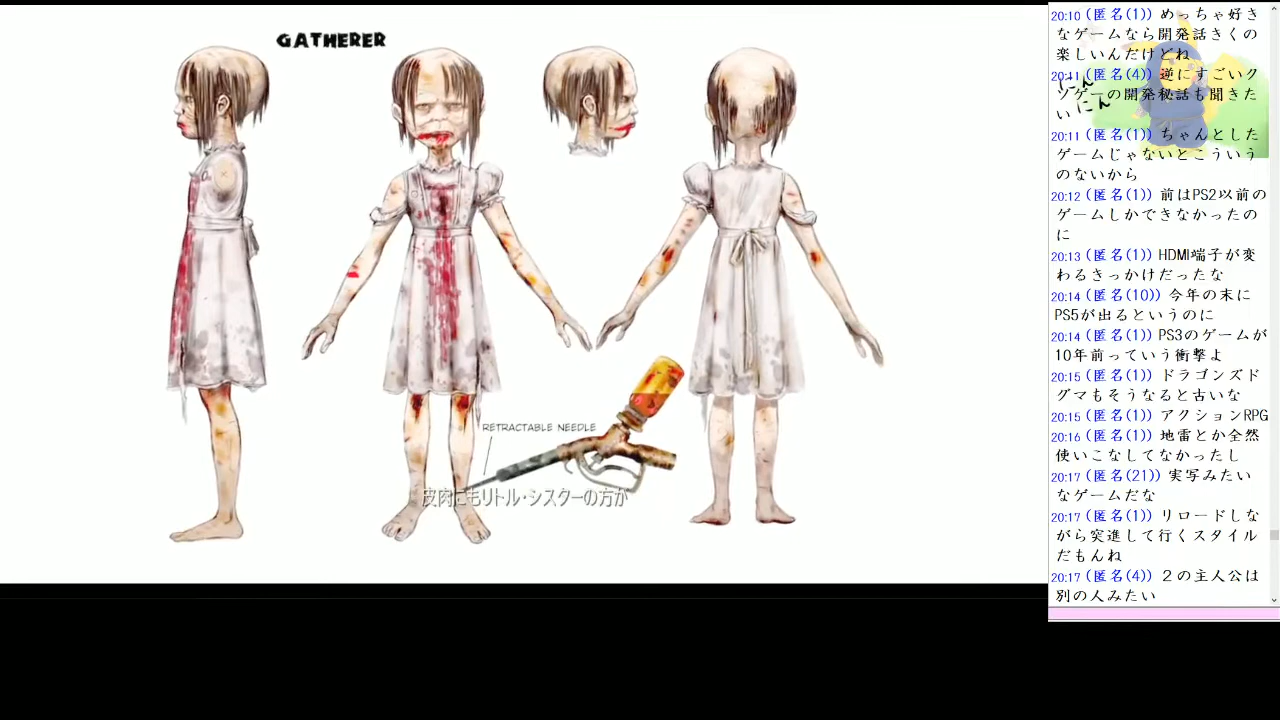 GATHERER
RETRACTABLE NEEDLE
皮肉にもリトル・シスターの方が
20:10 (匿名(1)) めっちゃ好き
なゲームなら開発話きくの
楽しいんだけどね
20:11 (匿名(4)) 逆にすごいク
ソゲーの開発秘話も聞きた
い
にん
にん
20:11 (匿名(1)) ちゃんとした
ゲームじゃないとこういう
のないから
20:12 (匿名(1)) 前はPS2以前の
ゲームしかできなかったの
に
20:13 (匿名(1)) HDMI端子が変
わるきっかけだったな
20:14 (匿名(10)) 今年の末に
PS5が出るというのに
20:14 (匿名(1)) PS3のゲームが
10年前っていう衝撃よ
20:15 (匿名(1)) ドラゴンズド
グマもそうなると古いな
20:15 (匿名(1)) アクションRPG
20:16 (匿名(1)) 地雷とか全然
使いこなしてなかったし
20:17 (匿名(21)) 実写みたい
なゲームだな
20:17 (匿名(1)) リロードしな
がら突進して行くスタイル
だもんね
20:17 (匿名(4)) ２の主人公は
別の人みたい